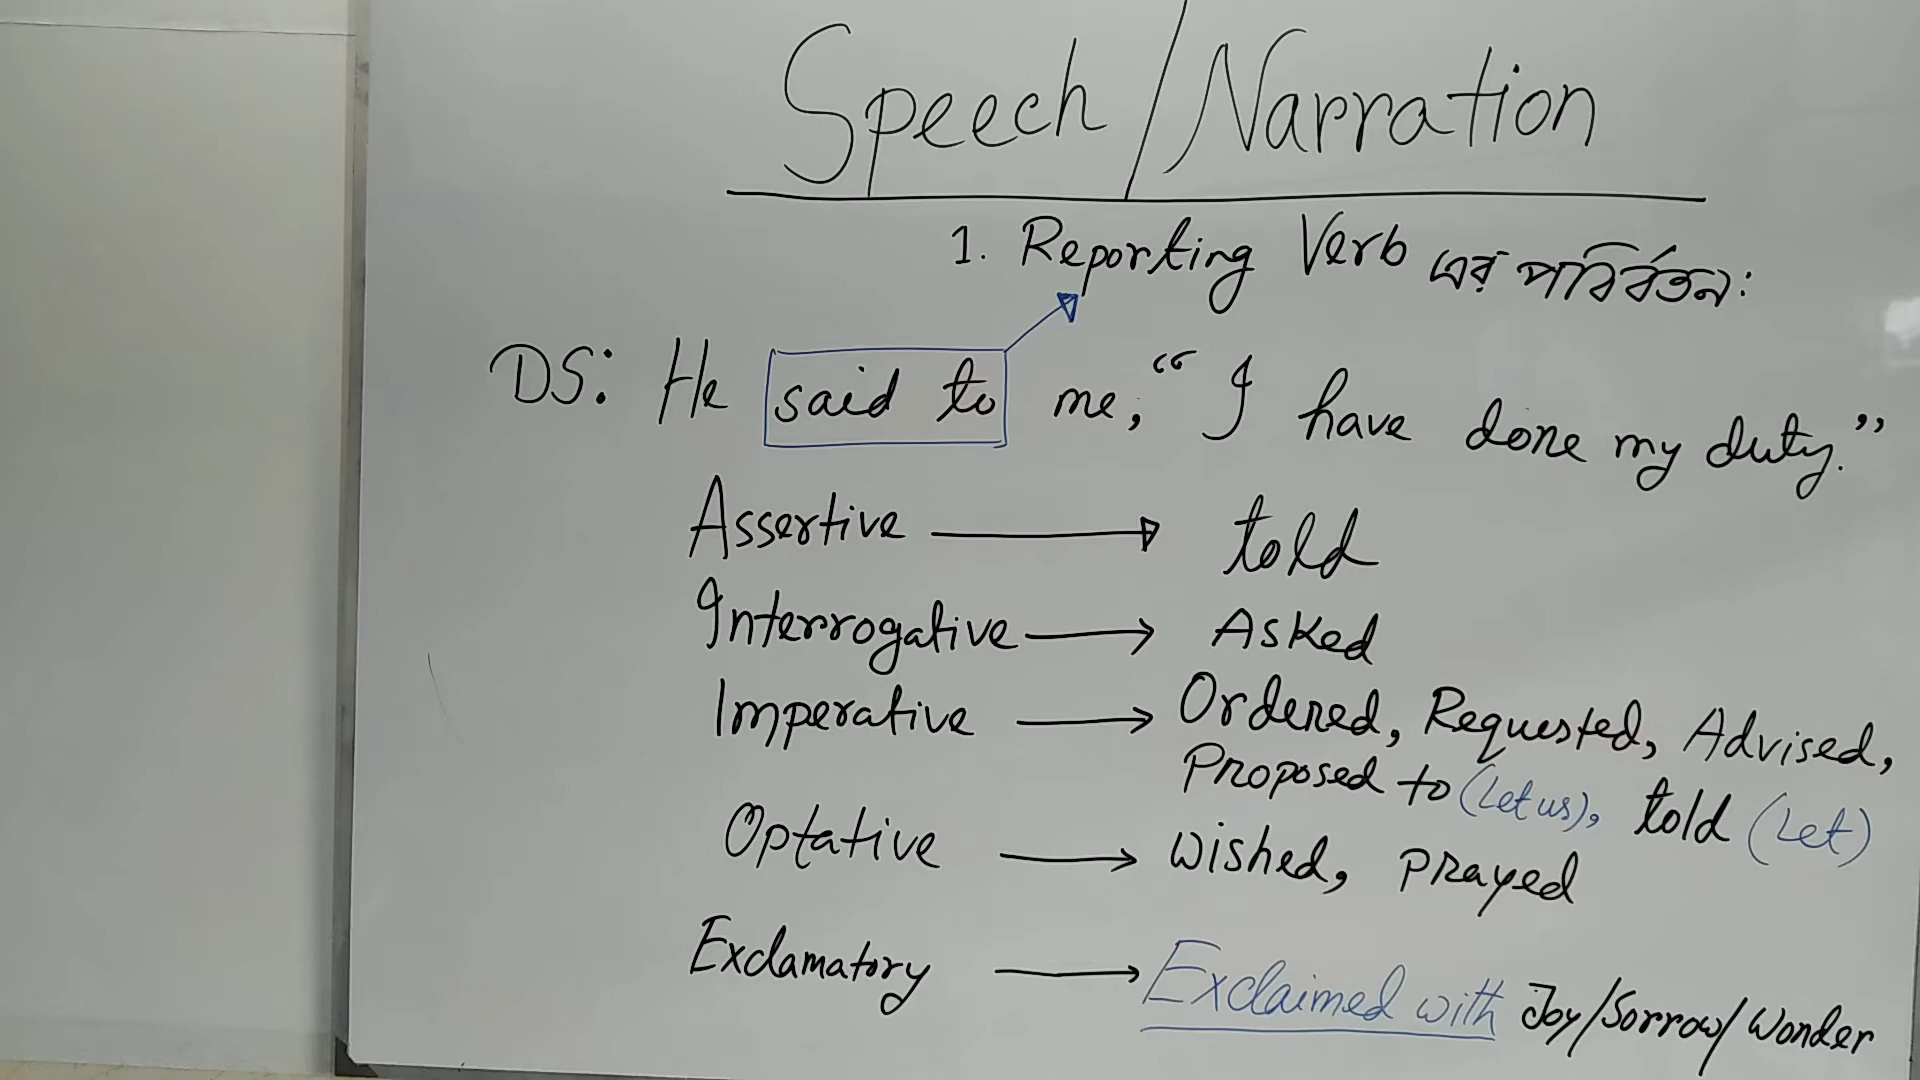 Speech/Narration
1. Reporting Verb এর পরিবর্তন:
DS: He said to me, “I have done my duty.”
Assertive → told
Interrogative → Asked
Imperative → Ordered, Requested, Advised,
Proposed to (Let us), told (Let)
Optative → wished, prayed
Exclamatory → Exclaimed with Joy/Sorrow/Wonder